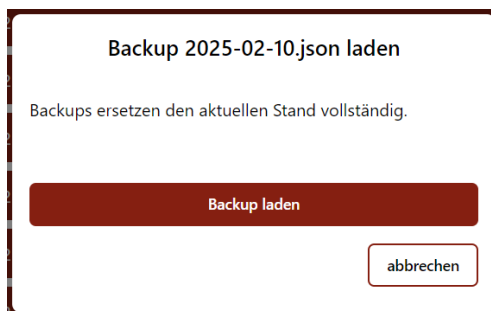 Backup 2025-02-10.json laden
Backups ersetzen den aktuellen Stand vollständig.
Backup laden
abbrechen